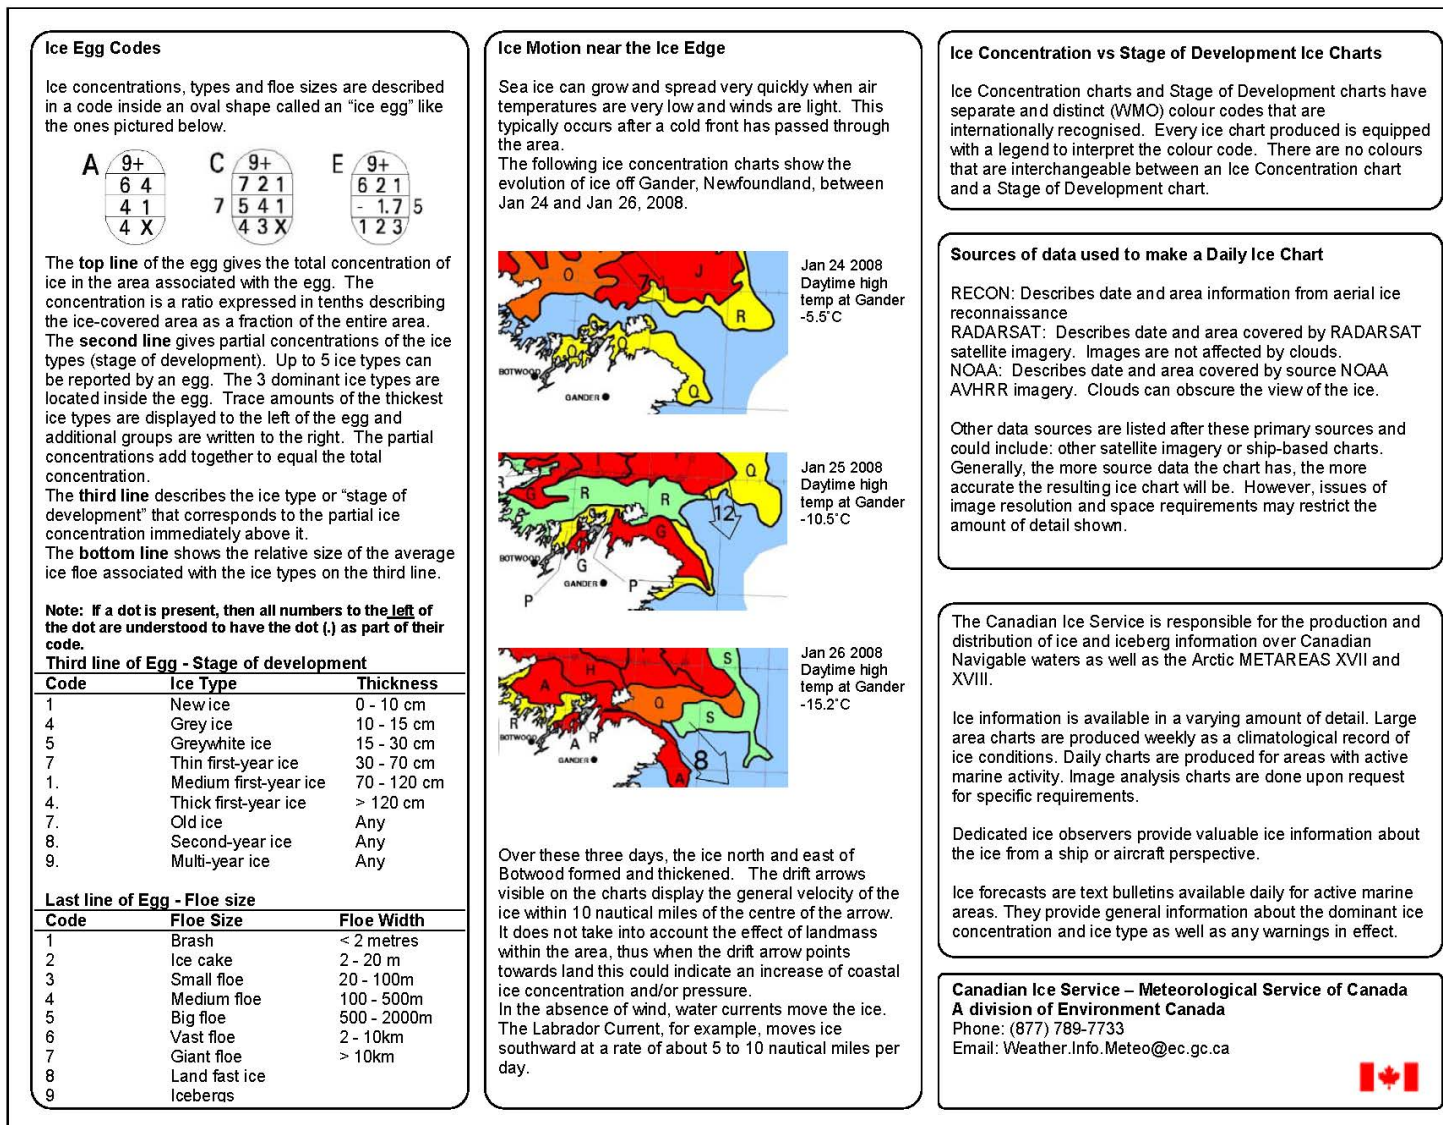 Ice Egg Codes
Ice concentrations, types and floe sizes are described
in a code inside an oval shape called an “ice egg” like
the ones pictured below.
A 9+
6 4
4 1
4 X
C 9+
7 2 1
7 5 4 1
4 3 X
E 9+
6 2 1
- 1.7 5
1 2 3
The top line of the egg gives the total concentration of
ice in the area associated with the egg. The
concentration is a ratio expressed in tenths describing
the ice-covered area as a fraction of the entire area.
The second line gives partial concentrations of the ice
types (stage of development). Up to 5 ice types can
be reported by an egg. The 3 dominant ice types are
located inside the egg. Trace amounts of the thickest
ice types are displayed to the left of the egg and
additional groups are written to the right. The partial
concentrations add together to equal the total
concentration.
The third line describes the ice type or “stage of
development” that corresponds to the partial ice
concentration immediately above it.
The bottom line shows the relative size of the average
ice floe associated with the ice types on the third line.
Note: If a dot is present, then all numbers to the left of
the dot are understood to have the dot (.) as part of their
code.
Third line of Egg - Stage of development
Code Ice Type Thickness
1 New ice 0 - 10 cm
4 Grey ice 10 - 15 cm
5 Greywhite ice 15 - 30 cm
7 Thin first-year ice 30 - 70 cm
1. Medium first-year ice 70 - 120 cm
4. Thick first-year ice > 120 cm
7. Old ice Any
8. Second-year ice Any
9. Multi-year ice Any
Last line of Egg - Floe size
Code Floe Size Floe Width
1 Brash < 2 metres
2 Ice cake 2 - 20 m
3 Small floe 20 - 100m
4 Medium floe 100 - 500m
5 Big floe 500 - 2000m
6 Vast floe 2 - 10km
7 Giant floe > 10km
8 Land fast ice
9 Icebergs
Ice Motion near the Ice Edge
Sea ice can grow and spread very quickly when air
temperatures are very low and winds are light. This
typically occurs after a cold front has passed through
the area.
The following ice concentration charts show the
evolution of ice off Gander, Newfoundland, between
Jan 24 and Jan 26, 2008.
O 7 J
R
Q Q
BOTWOOD
GANDER
Q
Jan 24 2008
Daytime high
temp at Gander
-5.5˚C
Q
R G R R
12
G
BOTWOOD
G
GANDER P
P
Jan 25 2008
Daytime high
temp at Gander
-10.5˚C
S
H
A
Q S
R
BOTWOOD
A R
GANDER 8
A
Jan 26 2008
Daytime high
temp at Gander
-15.2˚C
Over these three days, the ice north and east of
Botwood formed and thickened. The drift arrows
visible on the charts display the general velocity of the
ice within 10 nautical miles of the centre of the arrow.
It does not take into account the effect of landmass
within the area, thus when the drift arrow points
towards land this could indicate an increase of coastal
ice concentration and/or pressure.
In the absence of wind, water currents move the ice.
The Labrador Current, for example, moves ice
southward at a rate of about 5 to 10 nautical miles per
day.
Ice Concentration vs Stage of Development Ice Charts
Ice Concentration charts and Stage of Development charts have
separate and distinct (WMO) colour codes that are
internationally recognised. Every ice chart produced is equipped
with a legend to interpret the colour code. There are no colours
that are interchangeable between an Ice Concentration chart
and a Stage of Development chart.
Sources of data used to make a Daily Ice Chart
RECON: Describes date and area information from aerial ice
reconnaissance
RADARSAT: Describes date and area covered by RADARSAT
satellite imagery. Images are not affected by clouds.
NOAA: Describes date and area covered by source NOAA
AVHRR imagery. Clouds can obscure the view of the ice.
Other data sources are listed after these primary sources and
could include: other satellite imagery or ship-based charts.
Generally, the more source data the chart has, the more
accurate the resulting ice chart will be. However, issues of
image resolution and space requirements may restrict the
amount of detail shown.
The Canadian Ice Service is responsible for the production and
distribution of ice and iceberg information over Canadian
Navigable waters as well as the Arctic METAREAS XVII and
XVIII.
Ice information is available in a varying amount of detail. Large
area charts are produced weekly as a climatological record of
ice conditions. Daily charts are produced for areas with active
marine activity. Image analysis charts are done upon request
for specific requirements.
Dedicated ice observers provide valuable ice information about
the ice from a ship or aircraft perspective.
Ice forecasts are text bulletins available daily for active marine
areas. They provide general information about the dominant ice
concentration and ice type as well as any warnings in effect.
Canadian Ice Service – Meteorological Service of Canada
A division of Environment Canada
Phone: (877) 789-7733
Email: Weather.Info.Meteo@ec.gc.ca